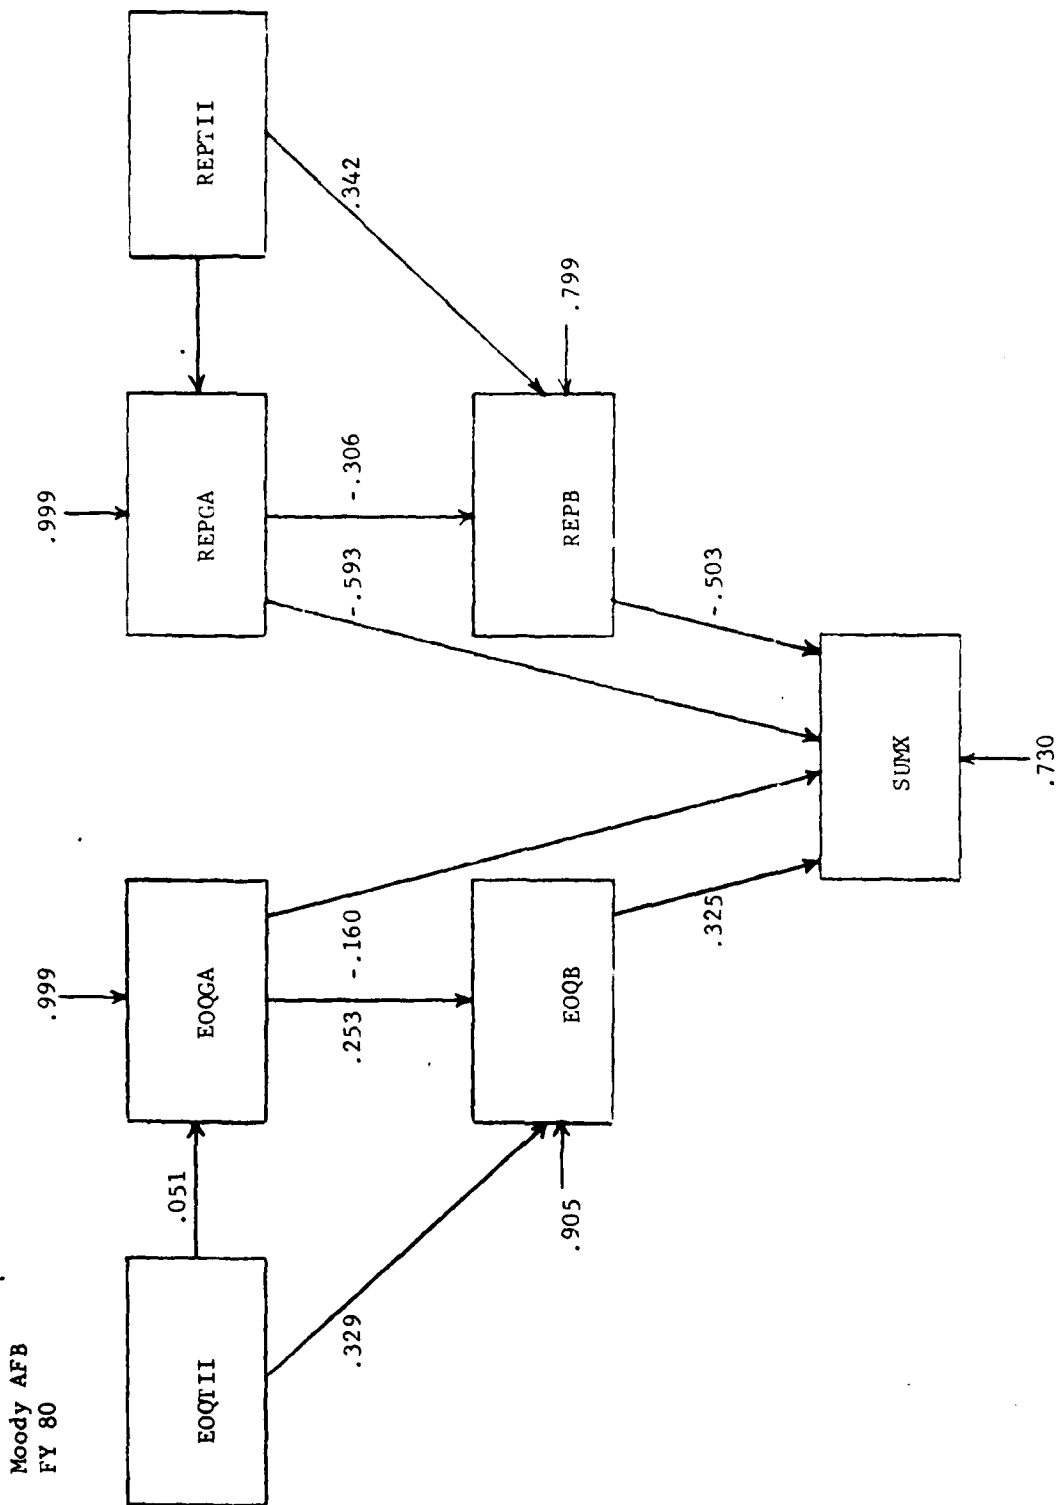 Moody AFB
FY 80
.999
.999
EOQTII
.051
EOQGA
REPGA
REPTII
.329
.253
-.160
-.593
-.306
.342
.905
EOQB
REPB
.799
.325
-.503
SUMX
.730